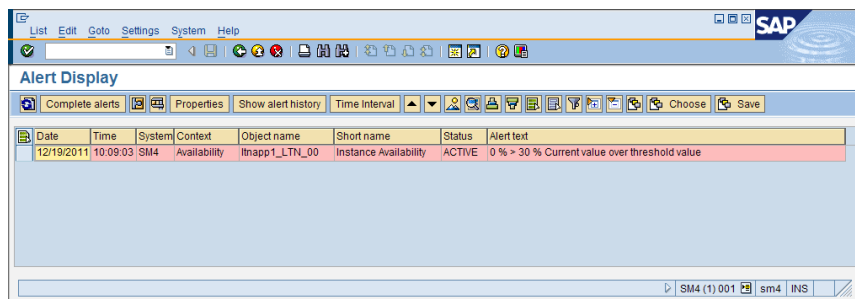 List Edit Goto Settings System Help
SAP
Alert Display
Complete alerts Properties Show alert history Time Interval Choose Save
Date Time System Context Object name Short name Status Alert text
12/19/2011 10:09:03 SM4 Availability ltnapp1_LTN_00 Instance Availability ACTIVE 0 % > 30 % Current value over threshold value
SM4 (1) 001 sm4 INS